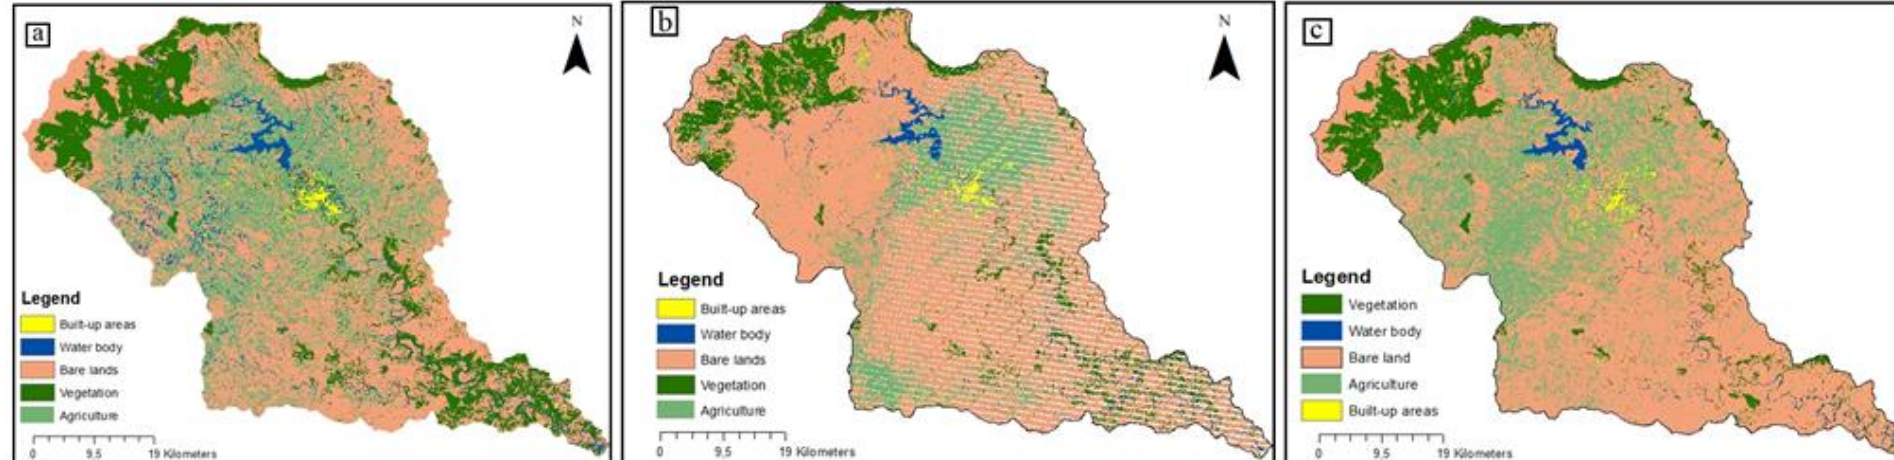 a
N
Legend
Built-up areas
Water body
Bare lands
Vegetation
Agriculture
0 9,5 19 Kilometers
b
N
Legend
Built-up areas
Water body
Bare lands
Vegetation
Agriculture
0 9,5 19 Kilometers
c
Legend
Vegetation
Water body
Bare land
Agriculture
Built-up areas
0 9,5 19 Kilometers